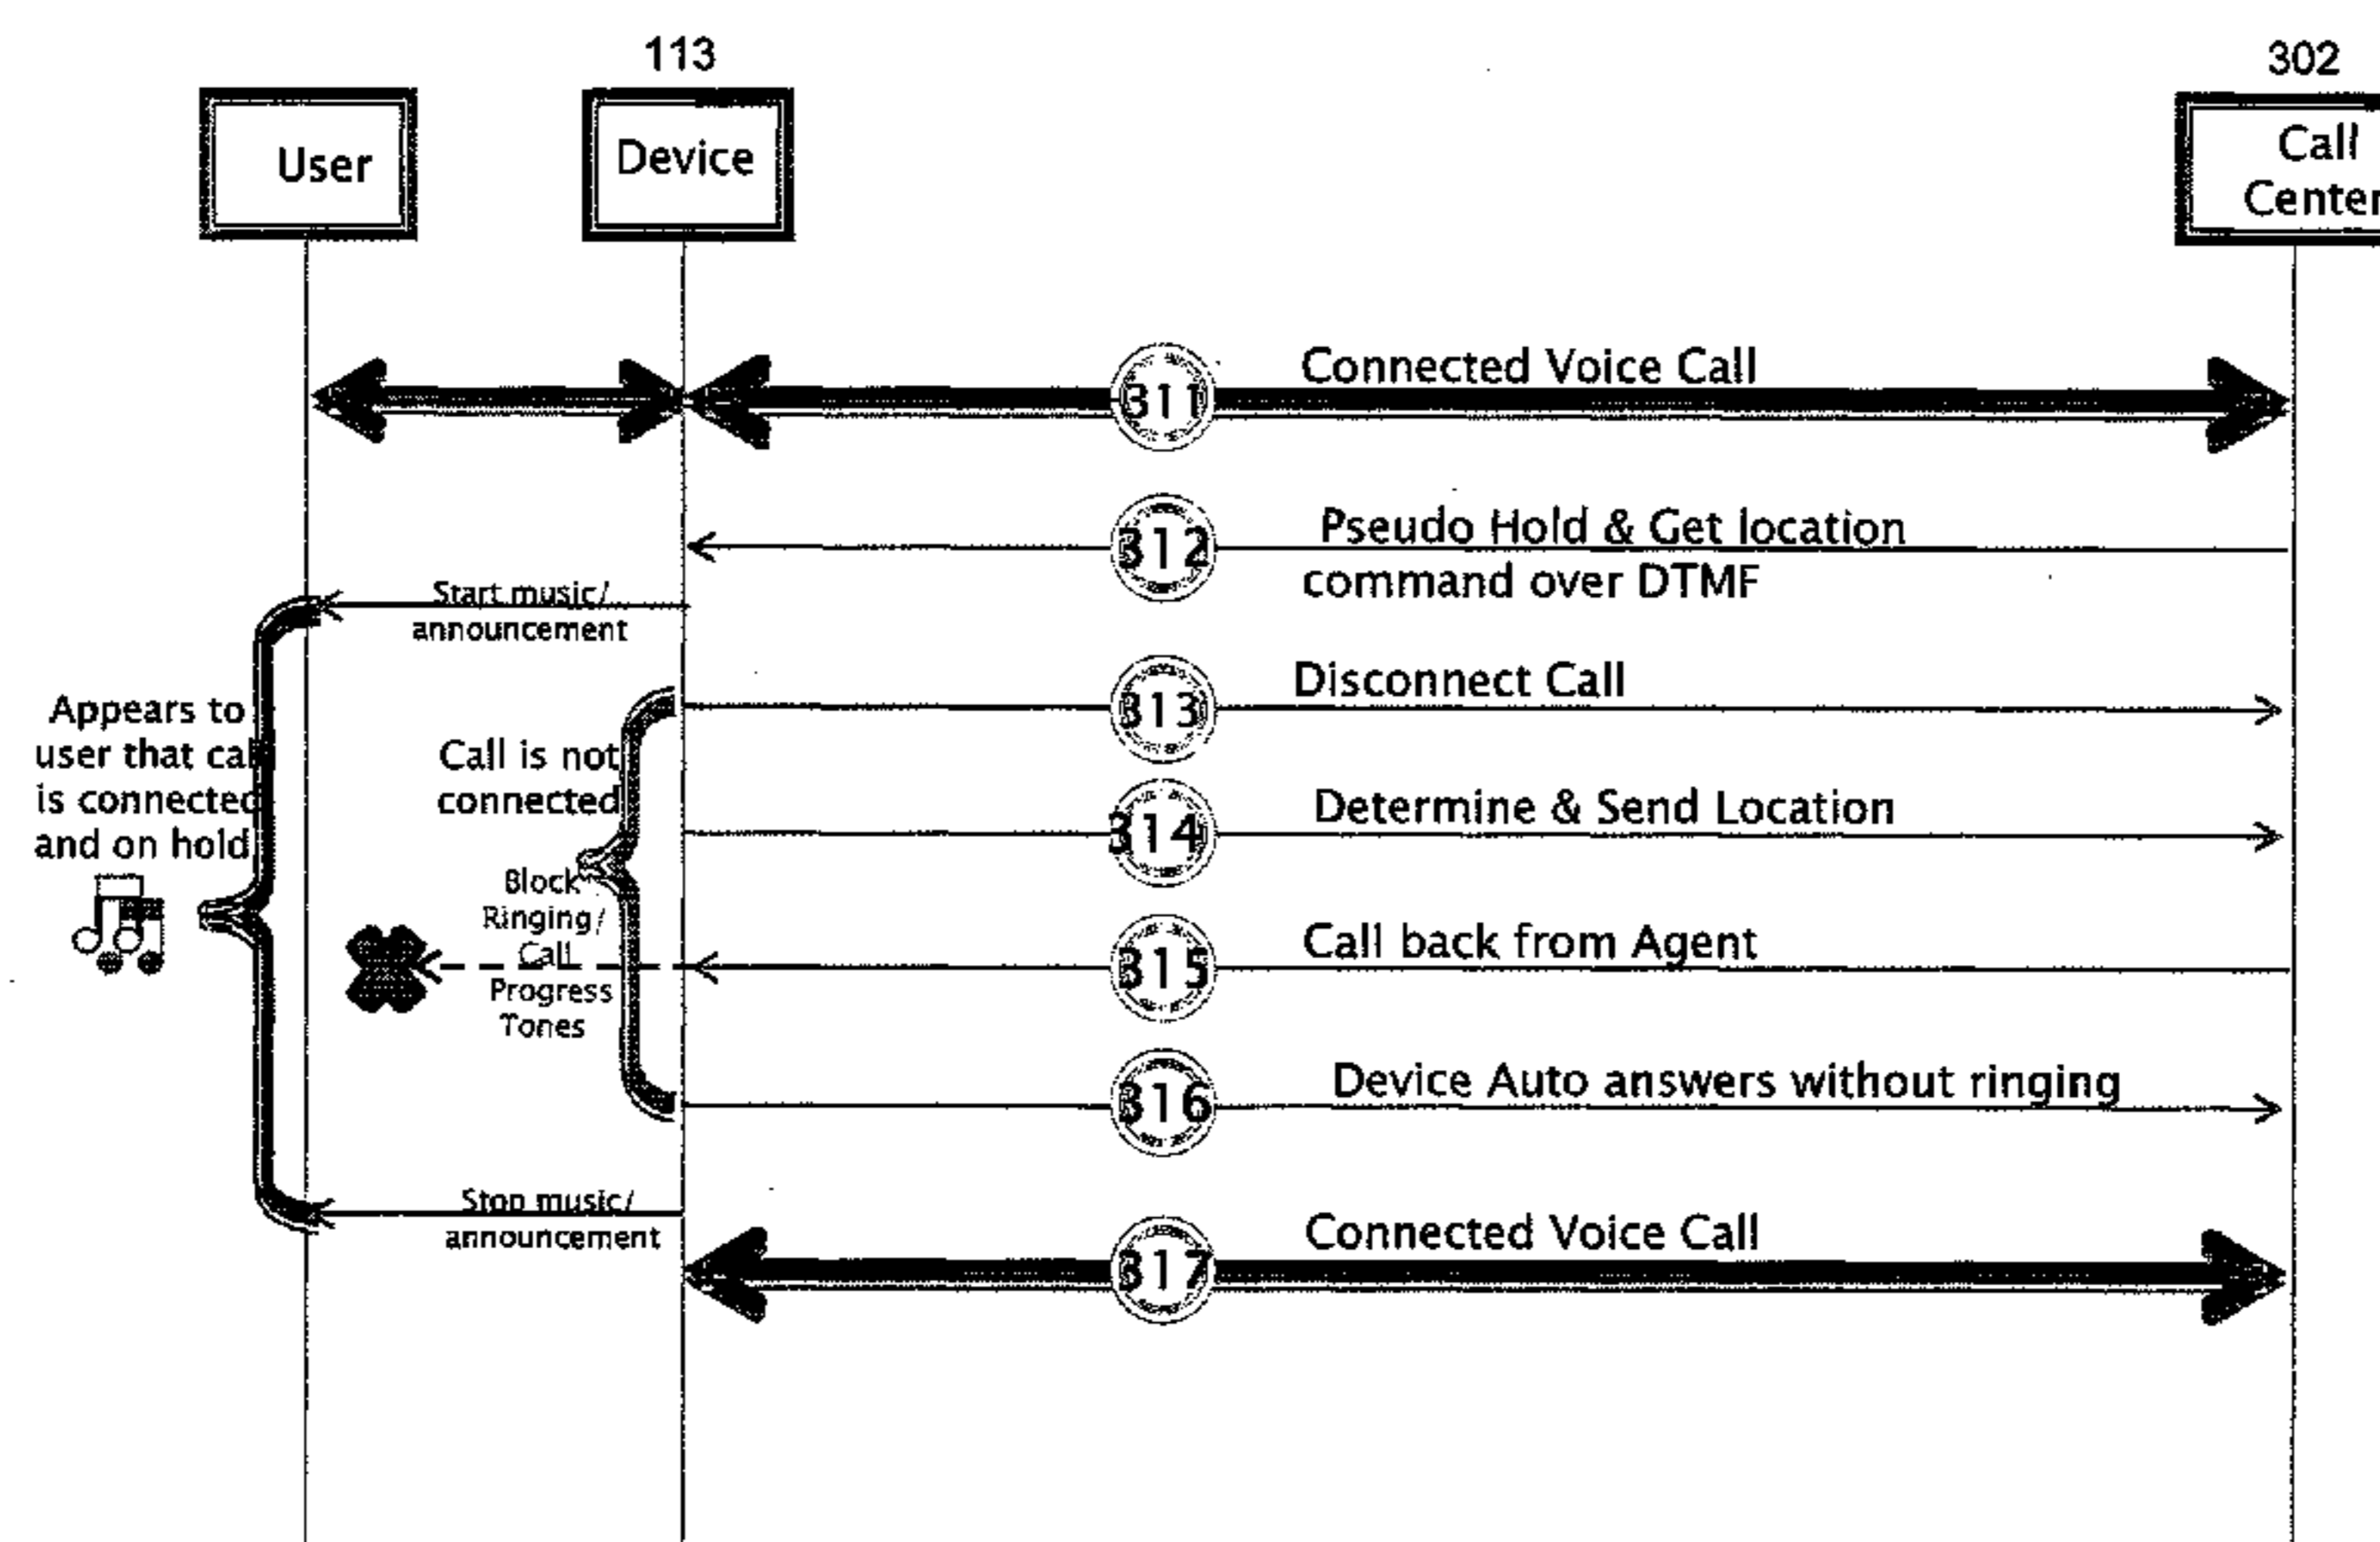 113
302
User
Device
Call
Center
311
Connected Voice Call
312
Pseudo Hold & Get location
command over DTMF
Start music/
announcement
313
Disconnect Call
Appears to
user that call
is connected
and on hold
Call is not
connected
314
Determine & Send Location
Block
Ringing/
Call
Progress
Tones
315
Call back from Agent
316
Device Auto answers without ringing
Stop music/
announcement
317
Connected Voice Call